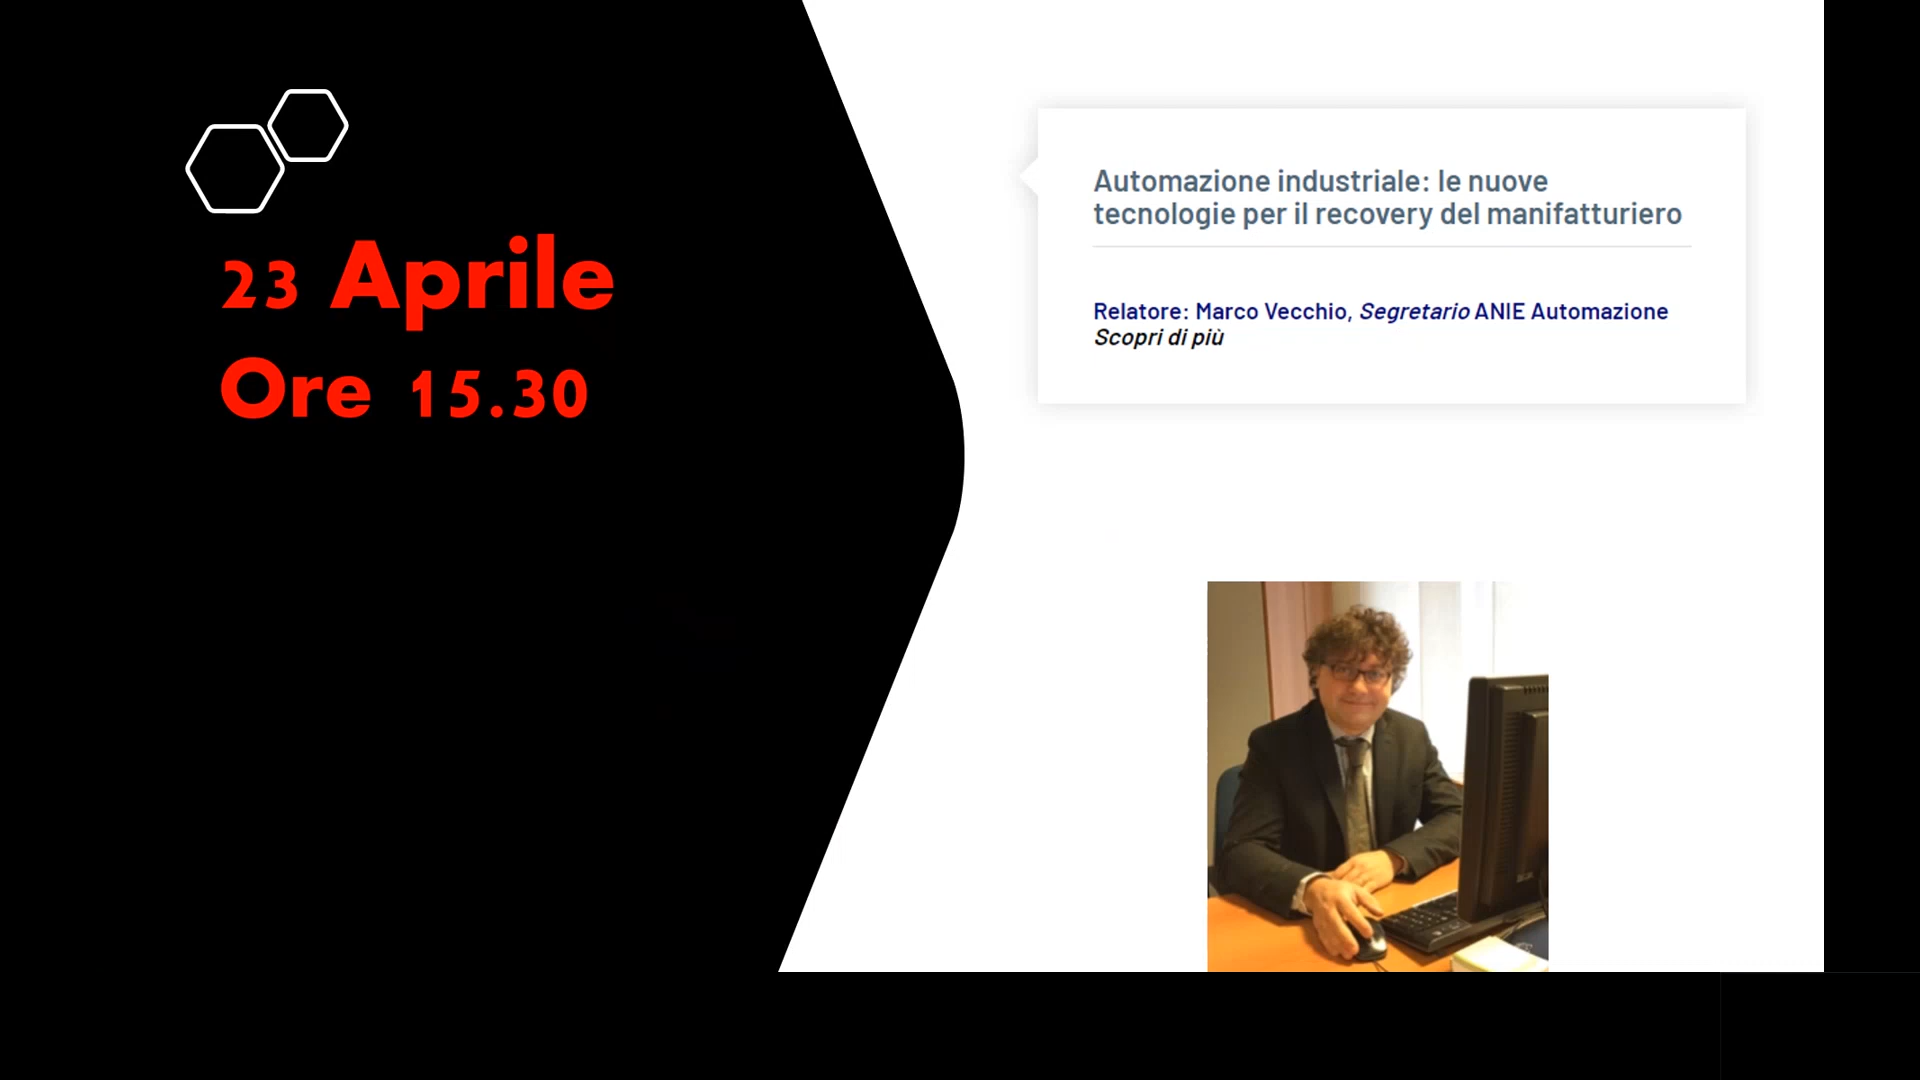 23 Aprile
Ore 15.30
Automazione industriale: le nuove
tecnologie per il recovery del manifatturiero
Relatore: Marco Vecchio, Segretario ANIE Automazione
Scopri di più